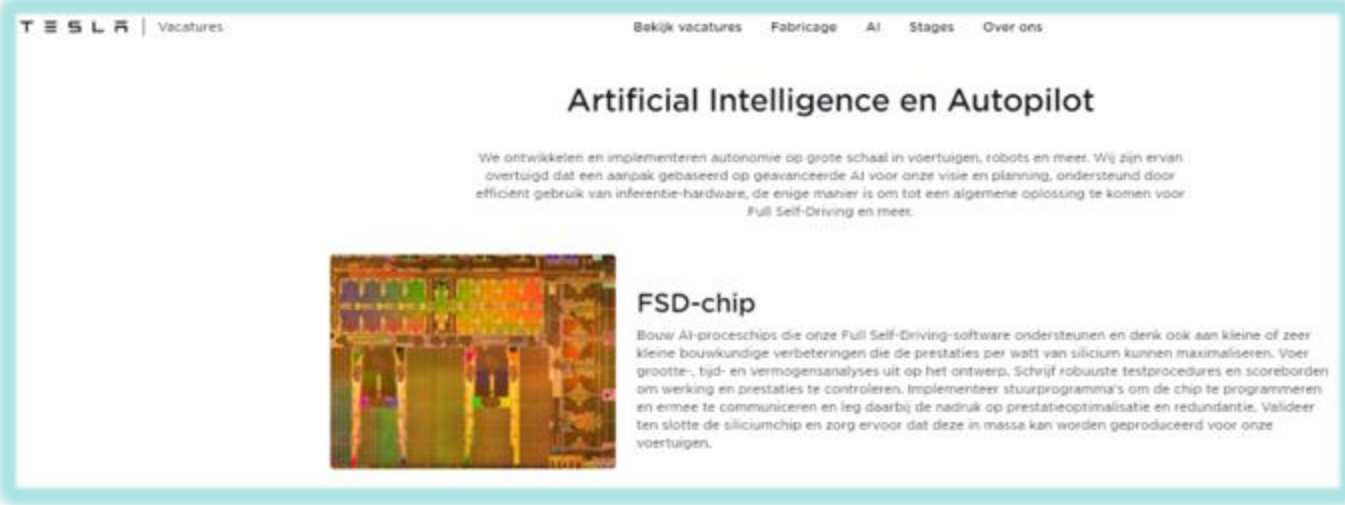 TESLA | Vacatures
Bekijk vacatures Fabricage AI Stages Over ons
Artificial Intelligence en Autopilot
We ontwikkelen en implementeren autonomie op grote schaal in voertuigen, robots en meer. Wij zijn ervan
overtuigd dat een aanpak gebaseerd op geavanceerde AI voor onze visie en planning, ondersteund door
efficiënt gebruik van inferentie-hardware, de enige manier is om tot een algemene oplossing te komen voor
Full Self-Driving en meer.
FSD-chip
Bouw AI-proceschips die onze Full Self-Driving-software ondersteunen en denk ook aan kleine of zeer
kleine bouwkundige verbeteringen die de prestaties per watt van silicium kunnen maximaliseren. Voer
grootte-, tijd- en vermogensanalyses uit op het ontwerp. Schrijf robuuste testprocedures en scoreborden
om werking en prestaties te controleren. Implementeer stuurprogramma's om de chip te programmeren
en ermee te communiceren en leg daarbij de nadruk op prestatieoptimalisatie en redundantie. Valideer
ten slotte de siliciumchip en zorg ervoor dat deze in massa kan worden geproduceerd voor onze
voertuigen.